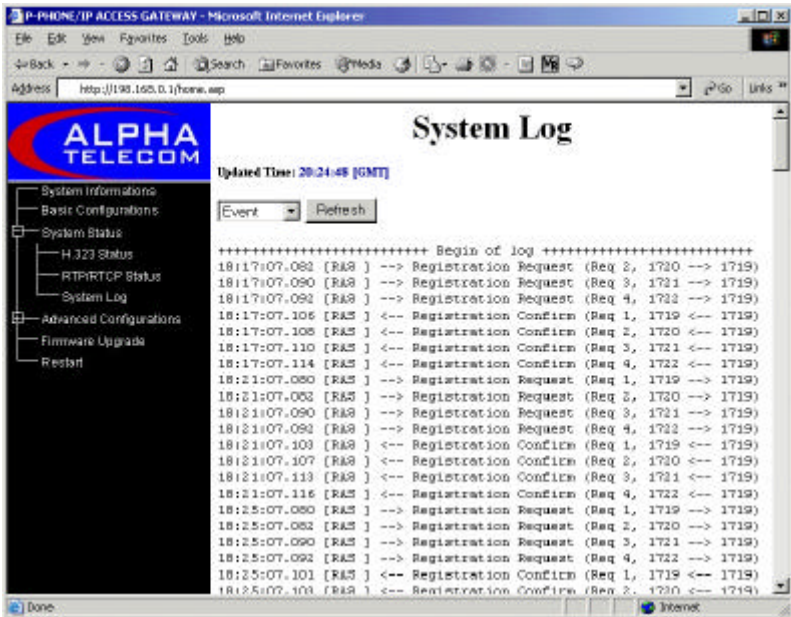 P-PHONE/IP ACCESS GATEWAY - Microsoft Internet Explorer
File Edit View Favorites Tools Help
Back Search Favorites Media
Address http://198.168.0.1/home.asp Go Links
ALPHA
TELECOM
System Informations
Basic Configurations
System Status
H.323 Status
RTP/RTCP Status
System Log
Advanced Configurations
Firmware Upgrade
Restart
System Log
Updated Time: 20:24:48 [GMT]
Event Refresh
++++++++++++++++++++++++++ Begin of log ++++++++++++++++++++++++++
18:17:07.082 [RAS ] --> Registration Request (Req 2, 1720 --> 1719)
18:17:07.090 [RAS ] --> Registration Request (Req 3, 1721 --> 1719)
18:17:07.092 [RAS ] --> Registration Request (Req 4, 1722 --> 1719)
18:17:07.106 [RAS ] <-- Registration Confirm (Req 1, 1719 <-- 1719)
18:17:07.108 [RAS ] <-- Registration Confirm (Req 2, 1720 <-- 1719)
18:17:07.110 [RAS ] <-- Registration Confirm (Req 3, 1721 <-- 1719)
18:17:07.114 [RAS ] <-- Registration Confirm (Req 4, 1722 <-- 1719)
18:21:07.080 [RAS ] --> Registration Request (Req 1, 1719 --> 1719)
18:21:07.082 [RAS ] --> Registration Request (Req 2, 1720 --> 1719)
18:21:07.090 [RAS ] --> Registration Request (Req 3, 1721 --> 1719)
18:21:07.092 [RAS ] --> Registration Request (Req 4, 1722 --> 1719)
18:21:07.103 [RAS ] <-- Registration Confirm (Req 1, 1719 <-- 1719)
18:21:07.107 [RAS ] <-- Registration Confirm (Req 2, 1720 <-- 1719)
18:21:07.113 [RAS ] <-- Registration Confirm (Req 3, 1721 <-- 1719)
18:21:07.116 [RAS ] <-- Registration Confirm (Req 4, 1722 <-- 1719)
18:25:07.080 [RAS ] --> Registration Request (Req 1, 1719 --> 1719)
18:25:07.082 [RAS ] --> Registration Request (Req 2, 1720 --> 1719)
18:25:07.090 [RAS ] --> Registration Request (Req 3, 1721 --> 1719)
18:25:07.092 [RAS ] --> Registration Request (Req 4, 1722 --> 1719)
18:25:07.101 [RAS ] <-- Registration Confirm (Req 1, 1719 <-- 1719)
18:25:07.103 [RAS ] <-- Registration Confirm (Req 2, 1720 <-- 1719)
Done Internet